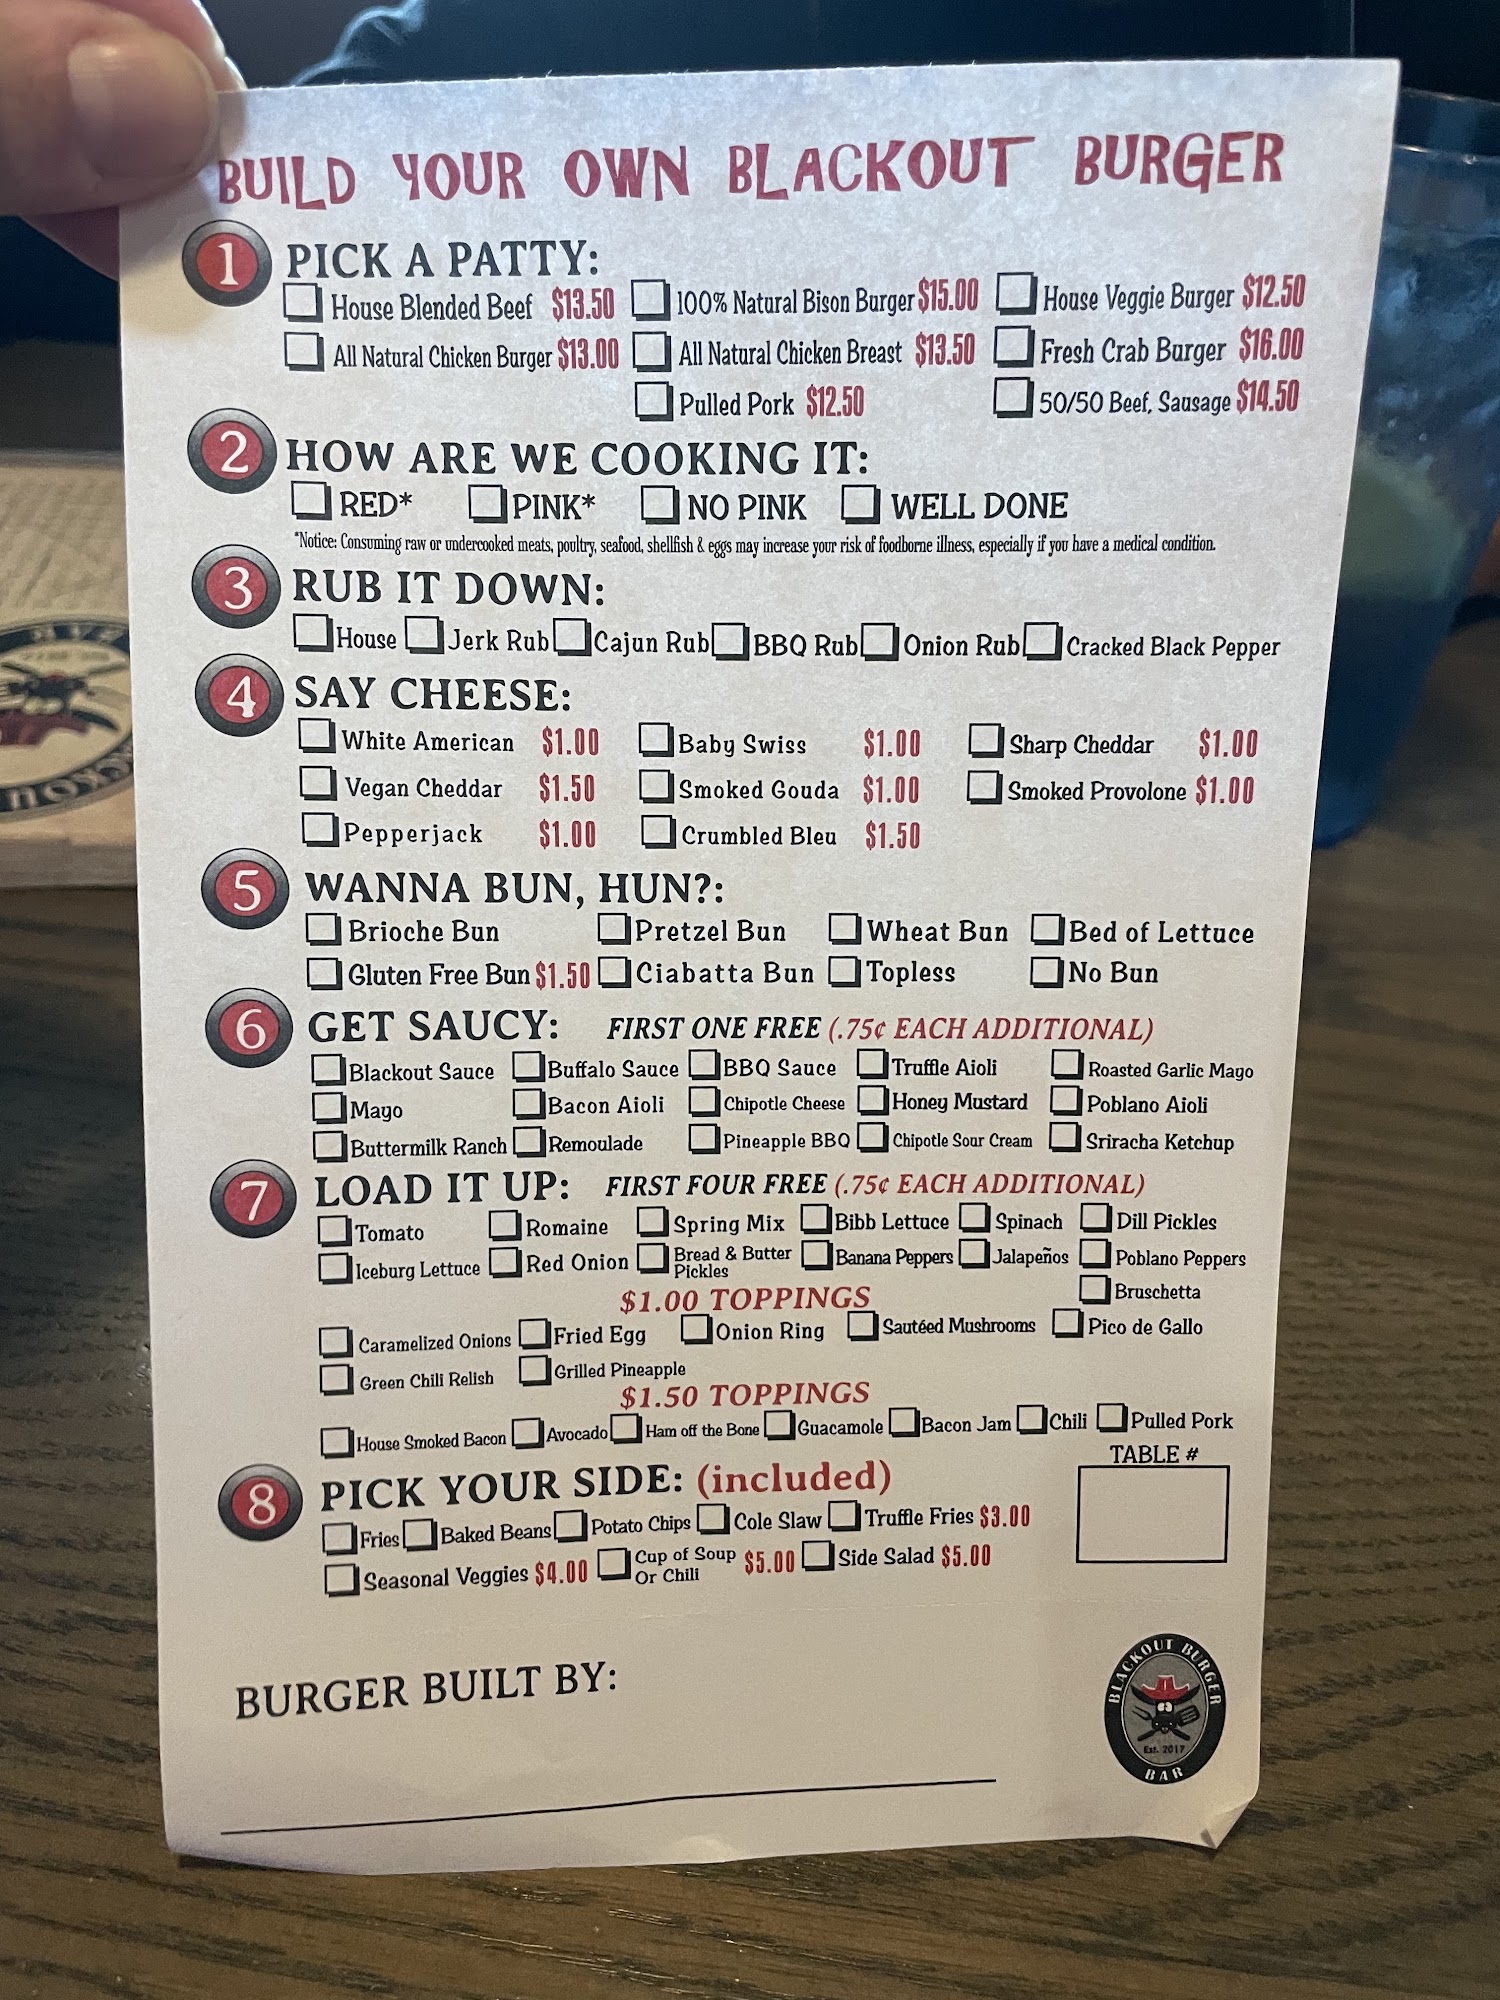 BUILD YOUR OWN BLACKOUT BURGER
1 PICK A PATTY:
House Blended Beef $13.50 100% Natural Bison Burger $15.00 House Veggie Burger $12.50
All Natural Chicken Burger $13.00 All Natural Chicken Breast $13.50 Fresh Crab Burger $16.00
Pulled Pork $12.50 50/50 Beef, Sausage $14.50
2 HOW ARE WE COOKING IT:
RED* PINK* NO PINK WELL DONE
*Notice: Consuming raw or undercooked meats, poultry, seafood, shellfish & eggs may increase your risk of foodborne illness, especially if you have a medical condition.
3 RUB IT DOWN:
House Jerk Rub Cajun Rub BBQ Rub Onion Rub Cracked Black Pepper
4 SAY CHEESE:
White American $1.00 Baby Swiss $1.00 Sharp Cheddar $1.00
Vegan Cheddar $1.50 Smoked Gouda $1.00 Smoked Provolone $1.00
Pepperjack $1.00 Crumbled Bleu $1.50
5 WANNA BUN, HUN?:
Brioche Bun Pretzel Bun Wheat Bun Bed of Lettuce
Gluten Free Bun $1.50 Ciabatta Bun Topless No Bun
6 GET SAUCY: FIRST ONE FREE (.75¢ EACH ADDITIONAL)
Blackout Sauce Buffalo Sauce BBQ Sauce Truffle Aioli Roasted Garlic Mayo
Mayo Bacon Aioli Chipotle Cheese Honey Mustard Poblano Aioli
Buttermilk Ranch Remoulade Pineapple BBQ Chipotle Sour Cream Sriracha Ketchup
7 LOAD IT UP: FIRST FOUR FREE (.75¢ EACH ADDITIONAL)
Tomato Romaine Spring Mix Bibb Lettuce Spinach Dill Pickles
Iceburg Lettuce Red Onion Bread & Butter Pickles Banana Peppers Jalapeños Poblano Peppers
Bruschetta
$1.00 TOPPINGS
Caramelized Onions Fried Egg Onion Ring Sautéed Mushrooms Pico de Gallo
Green Chili Relish Grilled Pineapple
$1.50 TOPPINGS
House Smoked Bacon Avocado Ham off the Bone Guacamole Bacon Jam Chili Pulled Pork
TABLE #
8 PICK YOUR SIDE: (included)
Fries Baked Beans Potato Chips Cole Slaw Truffle Fries $3.00
Seasonal Veggies $4.00 Cup of Soup Or Chili $5.00 Side Salad $5.00
BURGER BUILT BY:
BLACKOUT BURGER
Est. 2017
BAR